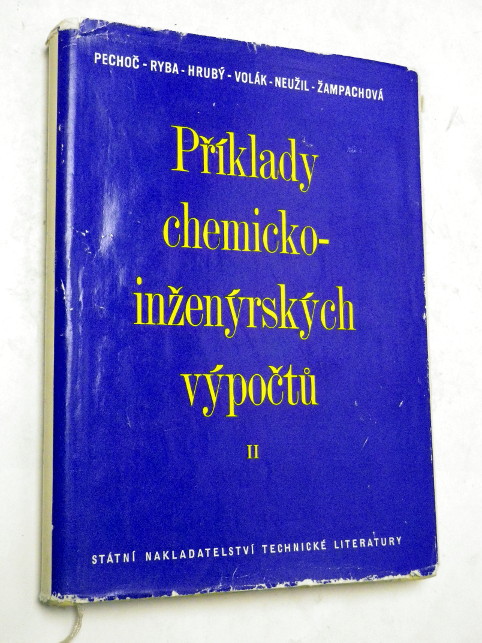 PECHOČ - RYBA - HRUBÝ - VOLÁK - NEUŽIL - ŽAMPACHOVÁ
Příklady
chemicko-
inženýrských
výpočtů
II
STÁTNÍ NAKLADATELSTVÍ TECHNICKÉ LITERATURY